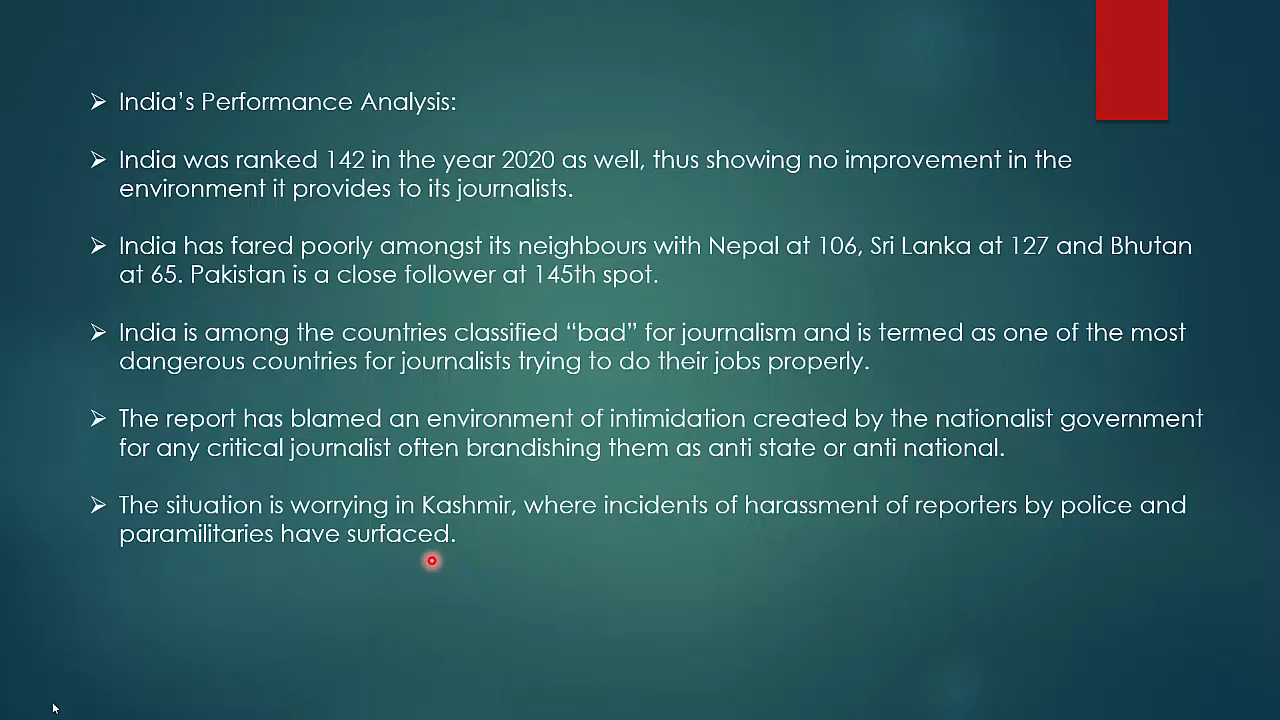 India’s Performance Analysis:
India was ranked 142 in the year 2020 as well, thus showing no improvement in the
environment it provides to its journalists.
India has fared poorly amongst its neighbours with Nepal at 106, Sri Lanka at 127 and Bhutan
at 65. Pakistan is a close follower at 145th spot.
India is among the countries classified “bad” for journalism and is termed as one of the most
dangerous countries for journalists trying to do their jobs properly.
The report has blamed an environment of intimidation created by the nationalist government
for any critical journalist often brandishing them as anti state or anti national.
The situation is worrying in Kashmir, where incidents of harassment of reporters by police and
paramilitaries have surfaced.